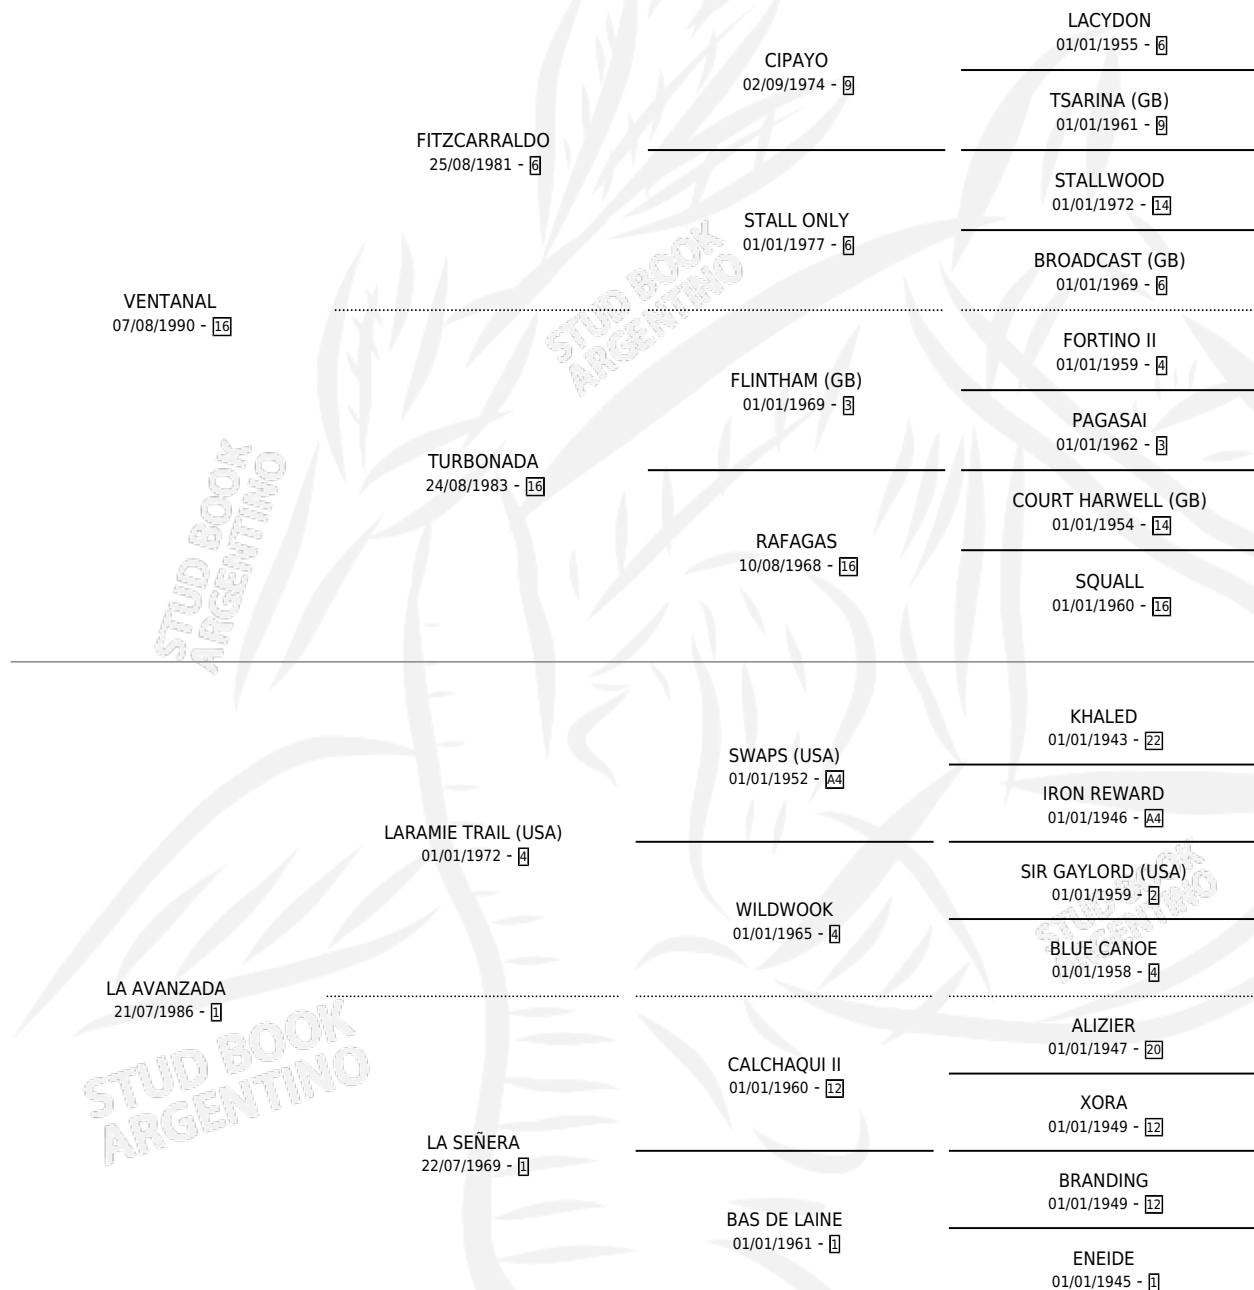 VENTANAL
07/08/1990 - 16
FITZCARRALDO
25/08/1981 - 6
TURBONADA
24/08/1983 - 16
CIPAYO
02/09/1974 - 9
STALL ONLY
01/01/1977 - 6
FLINTHAM (GB)
01/01/1969 - 3
RAFAGAS
10/08/1968 - 16
LACYDON
01/01/1955 - 6
TSARINA (GB)
01/01/1961 - 9
STALLWOOD
01/01/1972 - 14
BROADCAST (GB)
01/01/1969 - 6
FORTINO II
01/01/1959 - 4
PAGASAI
01/01/1962 - 3
COURT HARWELL (GB)
01/01/1954 - 14
SQUALL
01/01/1960 - 16
STUD BOOK
ARGENTINO
STUD BOOK
ARGENTINO
LA AVANZADA
21/07/1986 - 1
LARAMIE TRAIL (USA)
01/01/1972 - 4
LA SEÑERA
22/07/1969 - 1
SWAPS (USA)
01/01/1952 - A4
WILDWOOK
01/01/1965 - 4
CALCHAQUI II
01/01/1960 - 12
BAS DE LAINE
01/01/1961 - 1
KHALED
01/01/1943 - 22
IRON REWARD
01/01/1946 - A4
SIR GAYLORD (USA)
01/01/1959 - 2
BLUE CANOE
01/01/1958 - 4
ALIZIER
01/01/1947 - 20
XORA
01/01/1949 - 12
BRANDING
01/01/1949 - 12
ENEIDE
01/01/1945 - 1
STUD BOOK
ARGENTINO
STUD BOOK
ARGENTINO